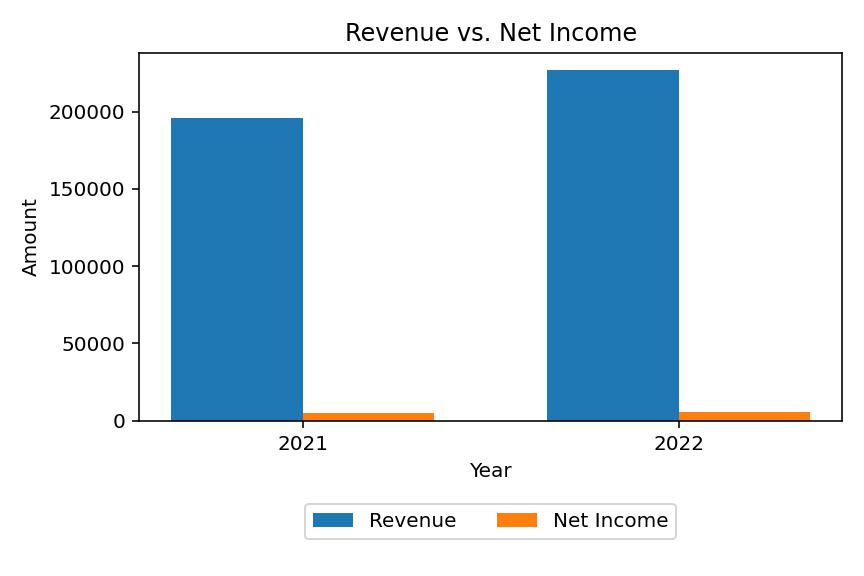 Revenue vs. Net Income
200000
150000
100000
50000
0
Amount
2021 2022
Year
Revenue Net Income